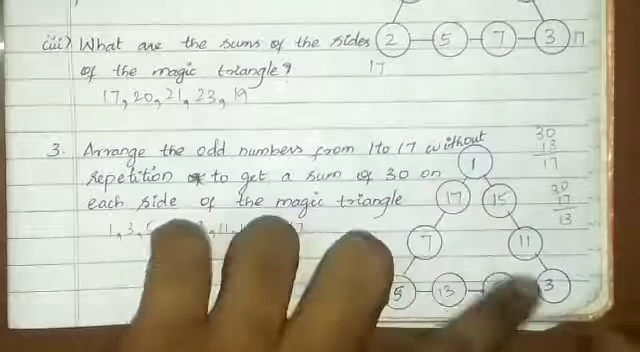 iii) What are the sums of the sides
of the magic triangle?
17, 20, 21, 23, 19
2 5 7 3 17
17
3. Arrange the odd numbers from 1 to 17 without
repetition to get a sum of 30 on
each side of the magic triangle
1, 3,
30
13
17
30
17
13
1
17 15
7 11
5 13 3